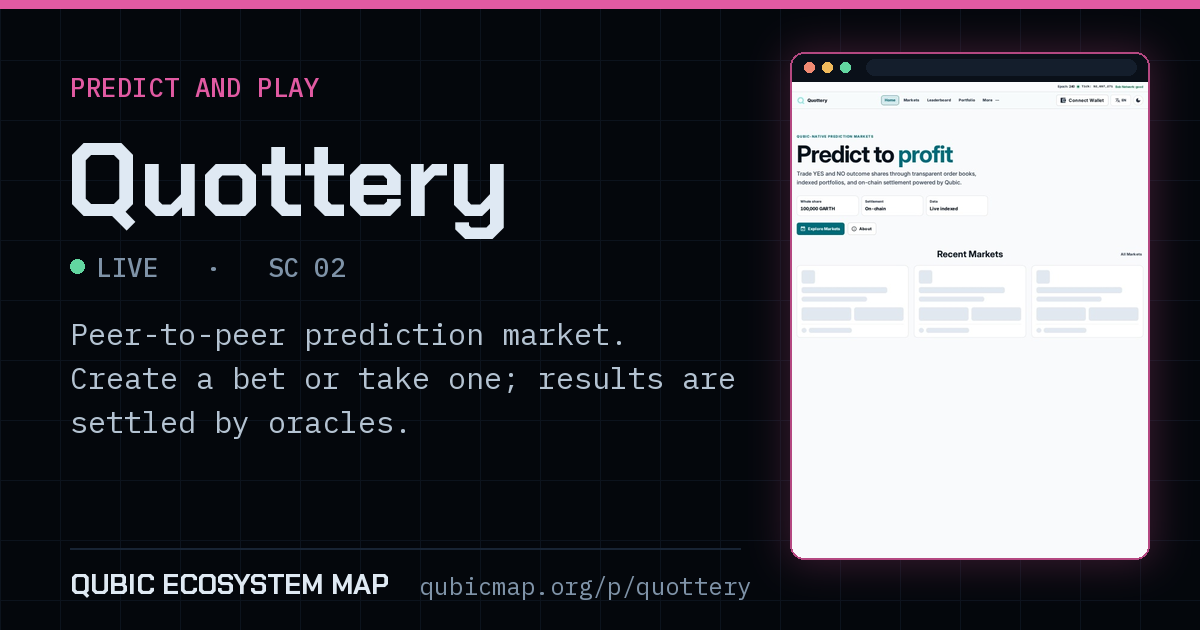 PREDICT AND PLAY
Quottery
LIVE · SC 02
Peer-to-peer prediction market.
Create a bet or take one; results are
settled by oracles.
QUBIC ECOSYSTEM MAP
qubicmap.org/p/quottery
Quottery
Home Markets Leaderboard Portfolio More
Connect Wallet
QUBIC-NATIVE PREDICTION MARKETS
Predict to profit
Trade YES and NO outcome shares through transparent order books,
indexed portfolios, and on-chain settlement powered by Qubic.
Whole share
100,000 GARTH
Settlement
On-chain
Data
Live indexed
Explore Markets
About
Recent Markets
All Markets